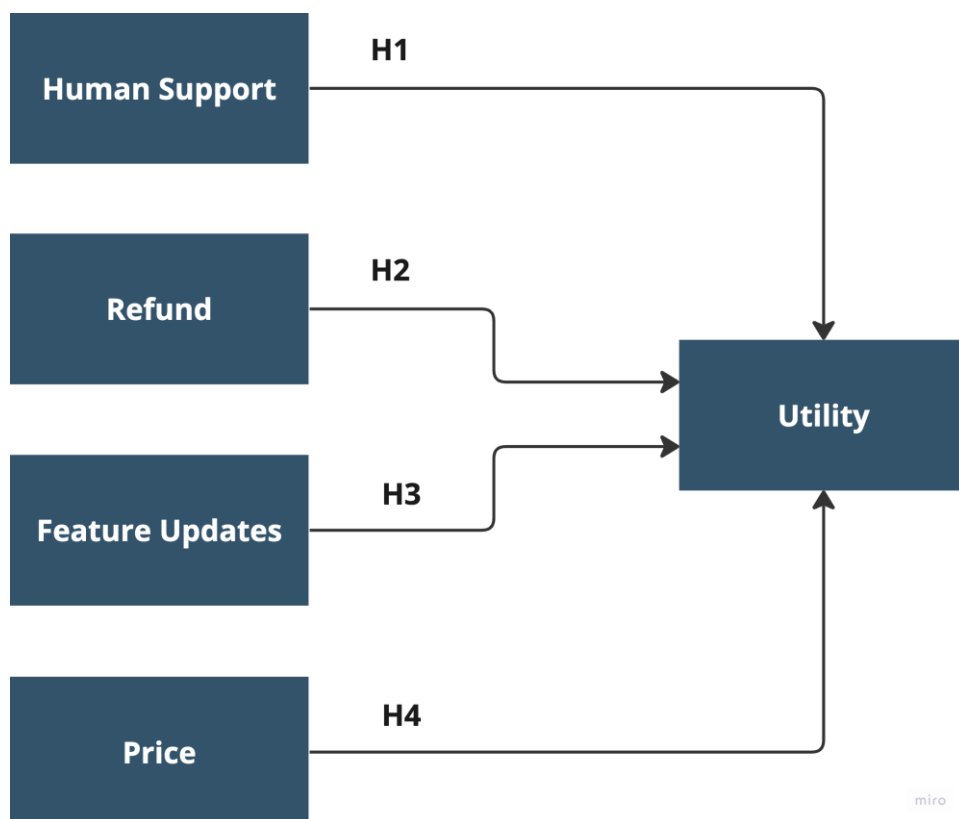 H1
Human Support
H2
Refund
Utility
H3
Feature Updates
H4
Price
miro